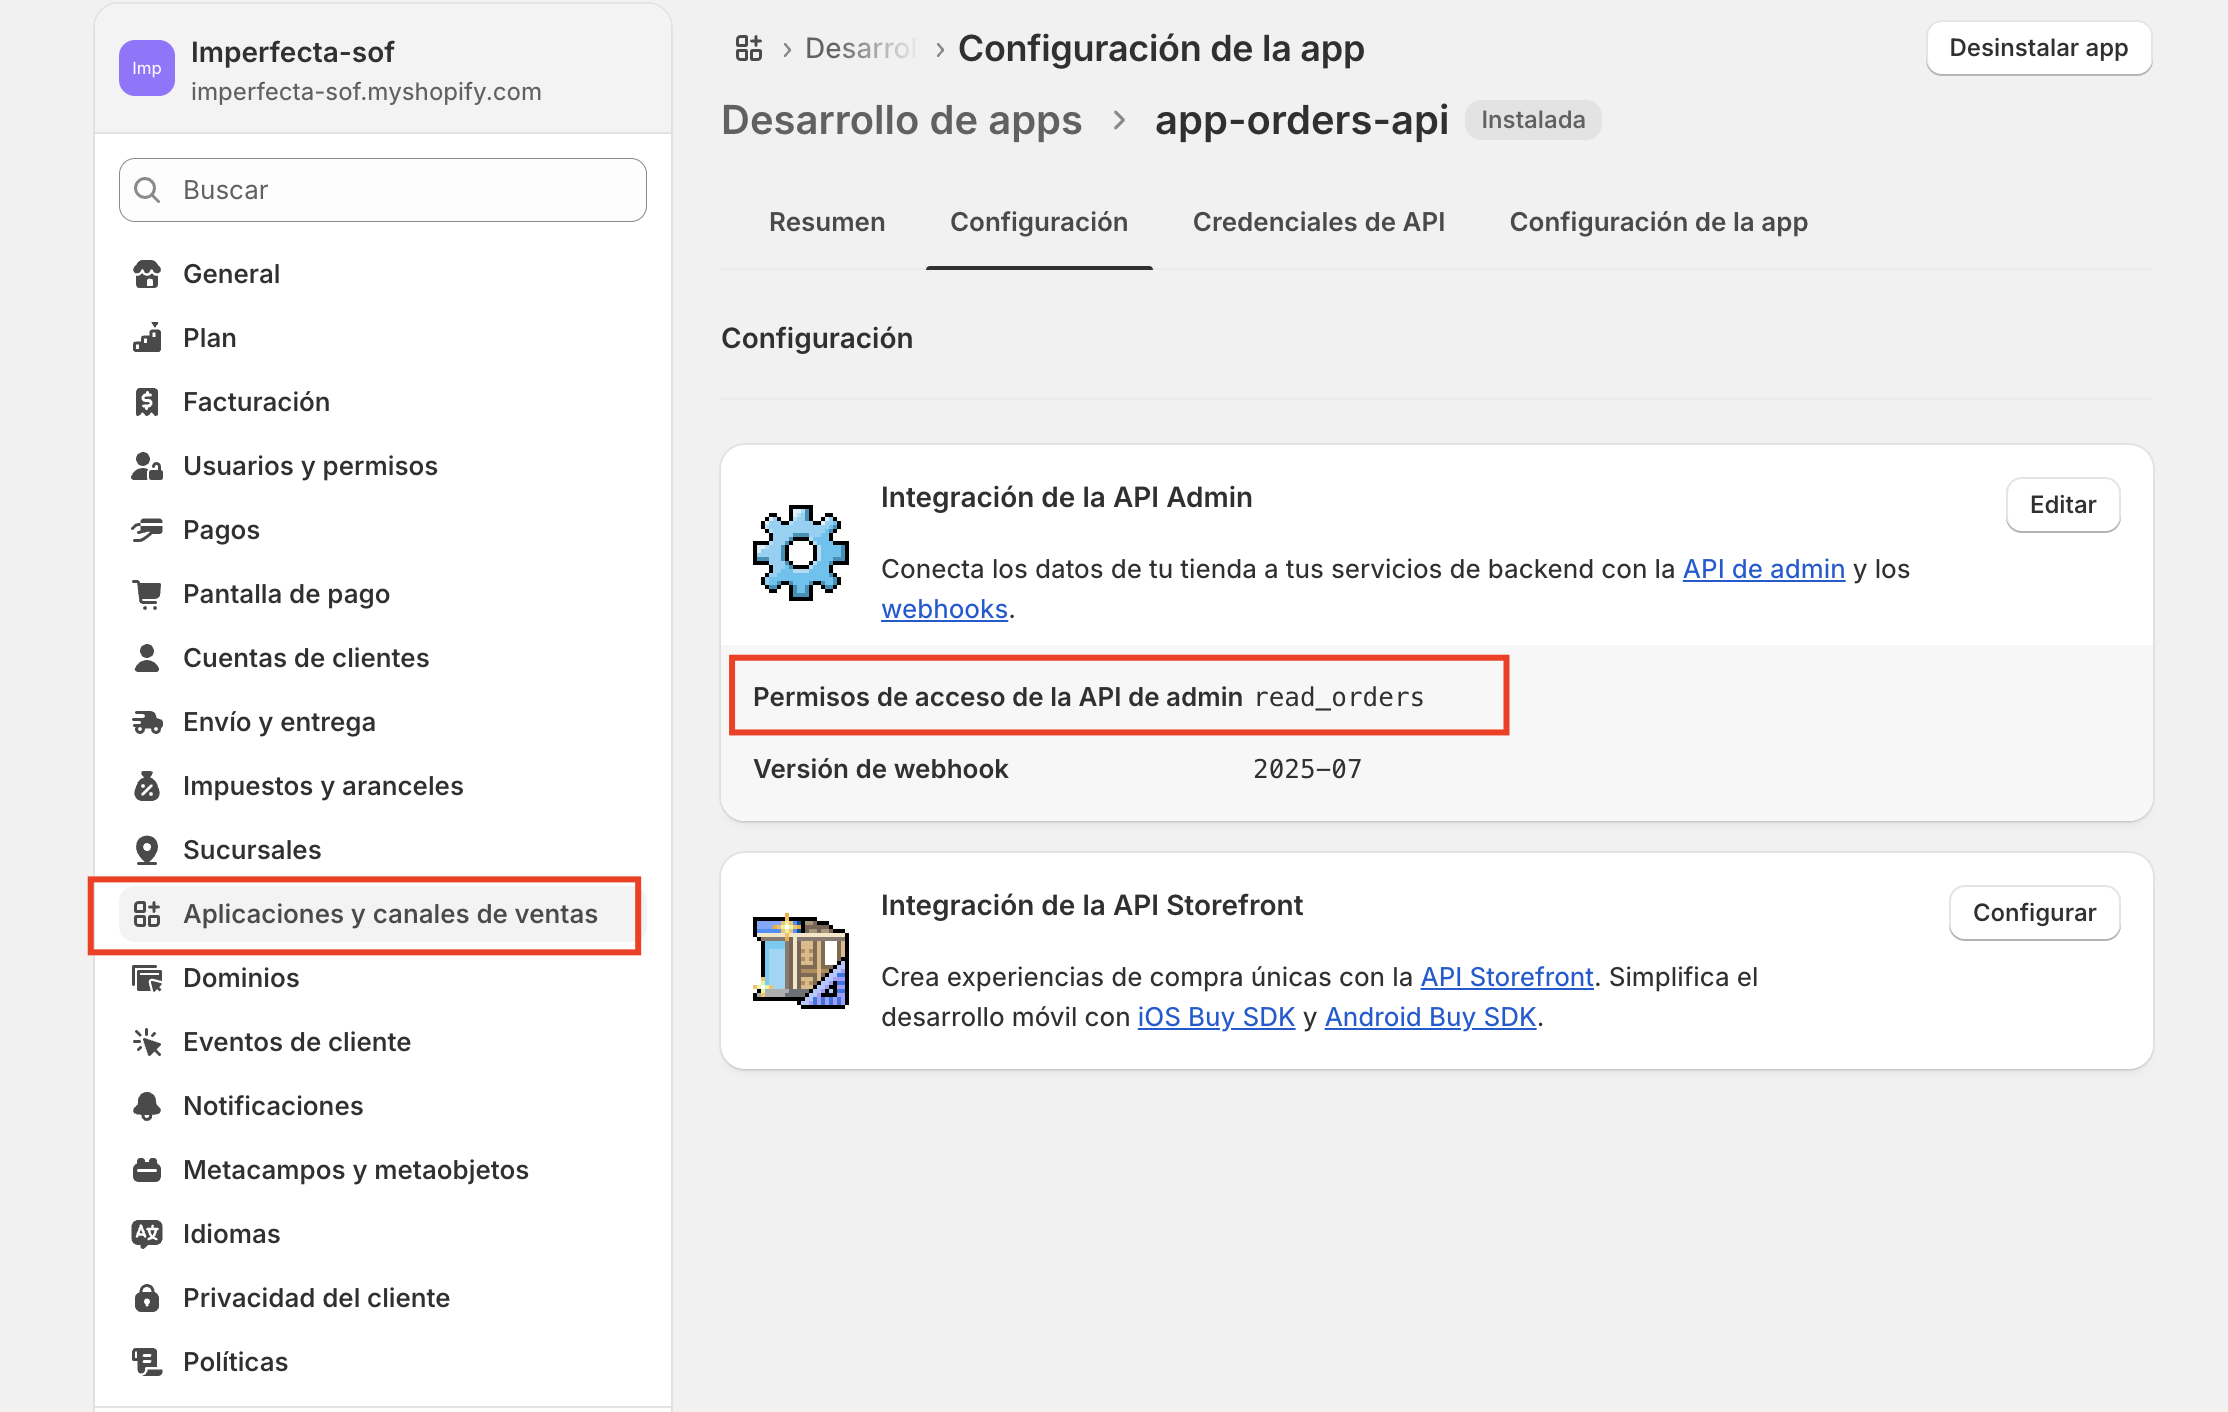 Imp
Imperfecta-sof
imperfecta-sof.myshopify.com
Buscar
General
Plan
Facturación
Usuarios y permisos
Pagos
Pantalla de pago
Cuentas de clientes
Envío y entrega
Impuestos y aranceles
Sucursales
Aplicaciones y canales de ventas
Dominios
Eventos de cliente
Notificaciones
Metacampos y metaobjetos
Idiomas
Privacidad del cliente
Políticas
› Desarrol › Configuración de la app
Desinstalar app
Desarrollo de apps › app-orders-api Instalada
Resumen Configuración Credenciales de API Configuración de la app
Configuración
Integración de la API Admin
Editar
Conecta los datos de tu tienda a tus servicios de backend con la API de admin y los
webhooks.
Permisos de acceso de la API de admin read_orders
Versión de webhook 2025-07
Integración de la API Storefront
Configurar
Crea experiencias de compra únicas con la API Storefront. Simplifica el
desarrollo móvil con iOS Buy SDK y Android Buy SDK.